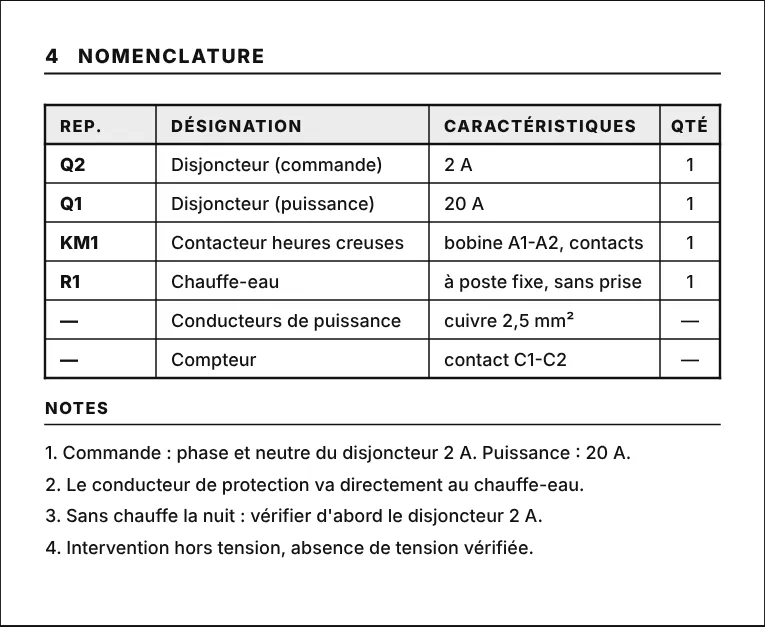 4 NOMENCLATURE
REP. DÉSIGNATION CARACTÉRISTIQUES QTÉ
Q2 Disjoncteur (commande) 2 A 1
Q1 Disjoncteur (puissance) 20 A 1
KM1 Contacteur heures creuses bobine A1-A2, contacts 1
R1 Chauffe-eau à poste fixe, sans prise 1
— Conducteurs de puissance cuivre 2,5 mm² —
— Compteur contact C1-C2 —
NOTES
1. Commande : phase et neutre du disjoncteur 2 A. Puissance : 20 A.
2. Le conducteur de protection va directement au chauffe-eau.
3. Sans chauffe la nuit : vérifier d'abord le disjoncteur 2 A.
4. Intervention hors tension, absence de tension vérifiée.